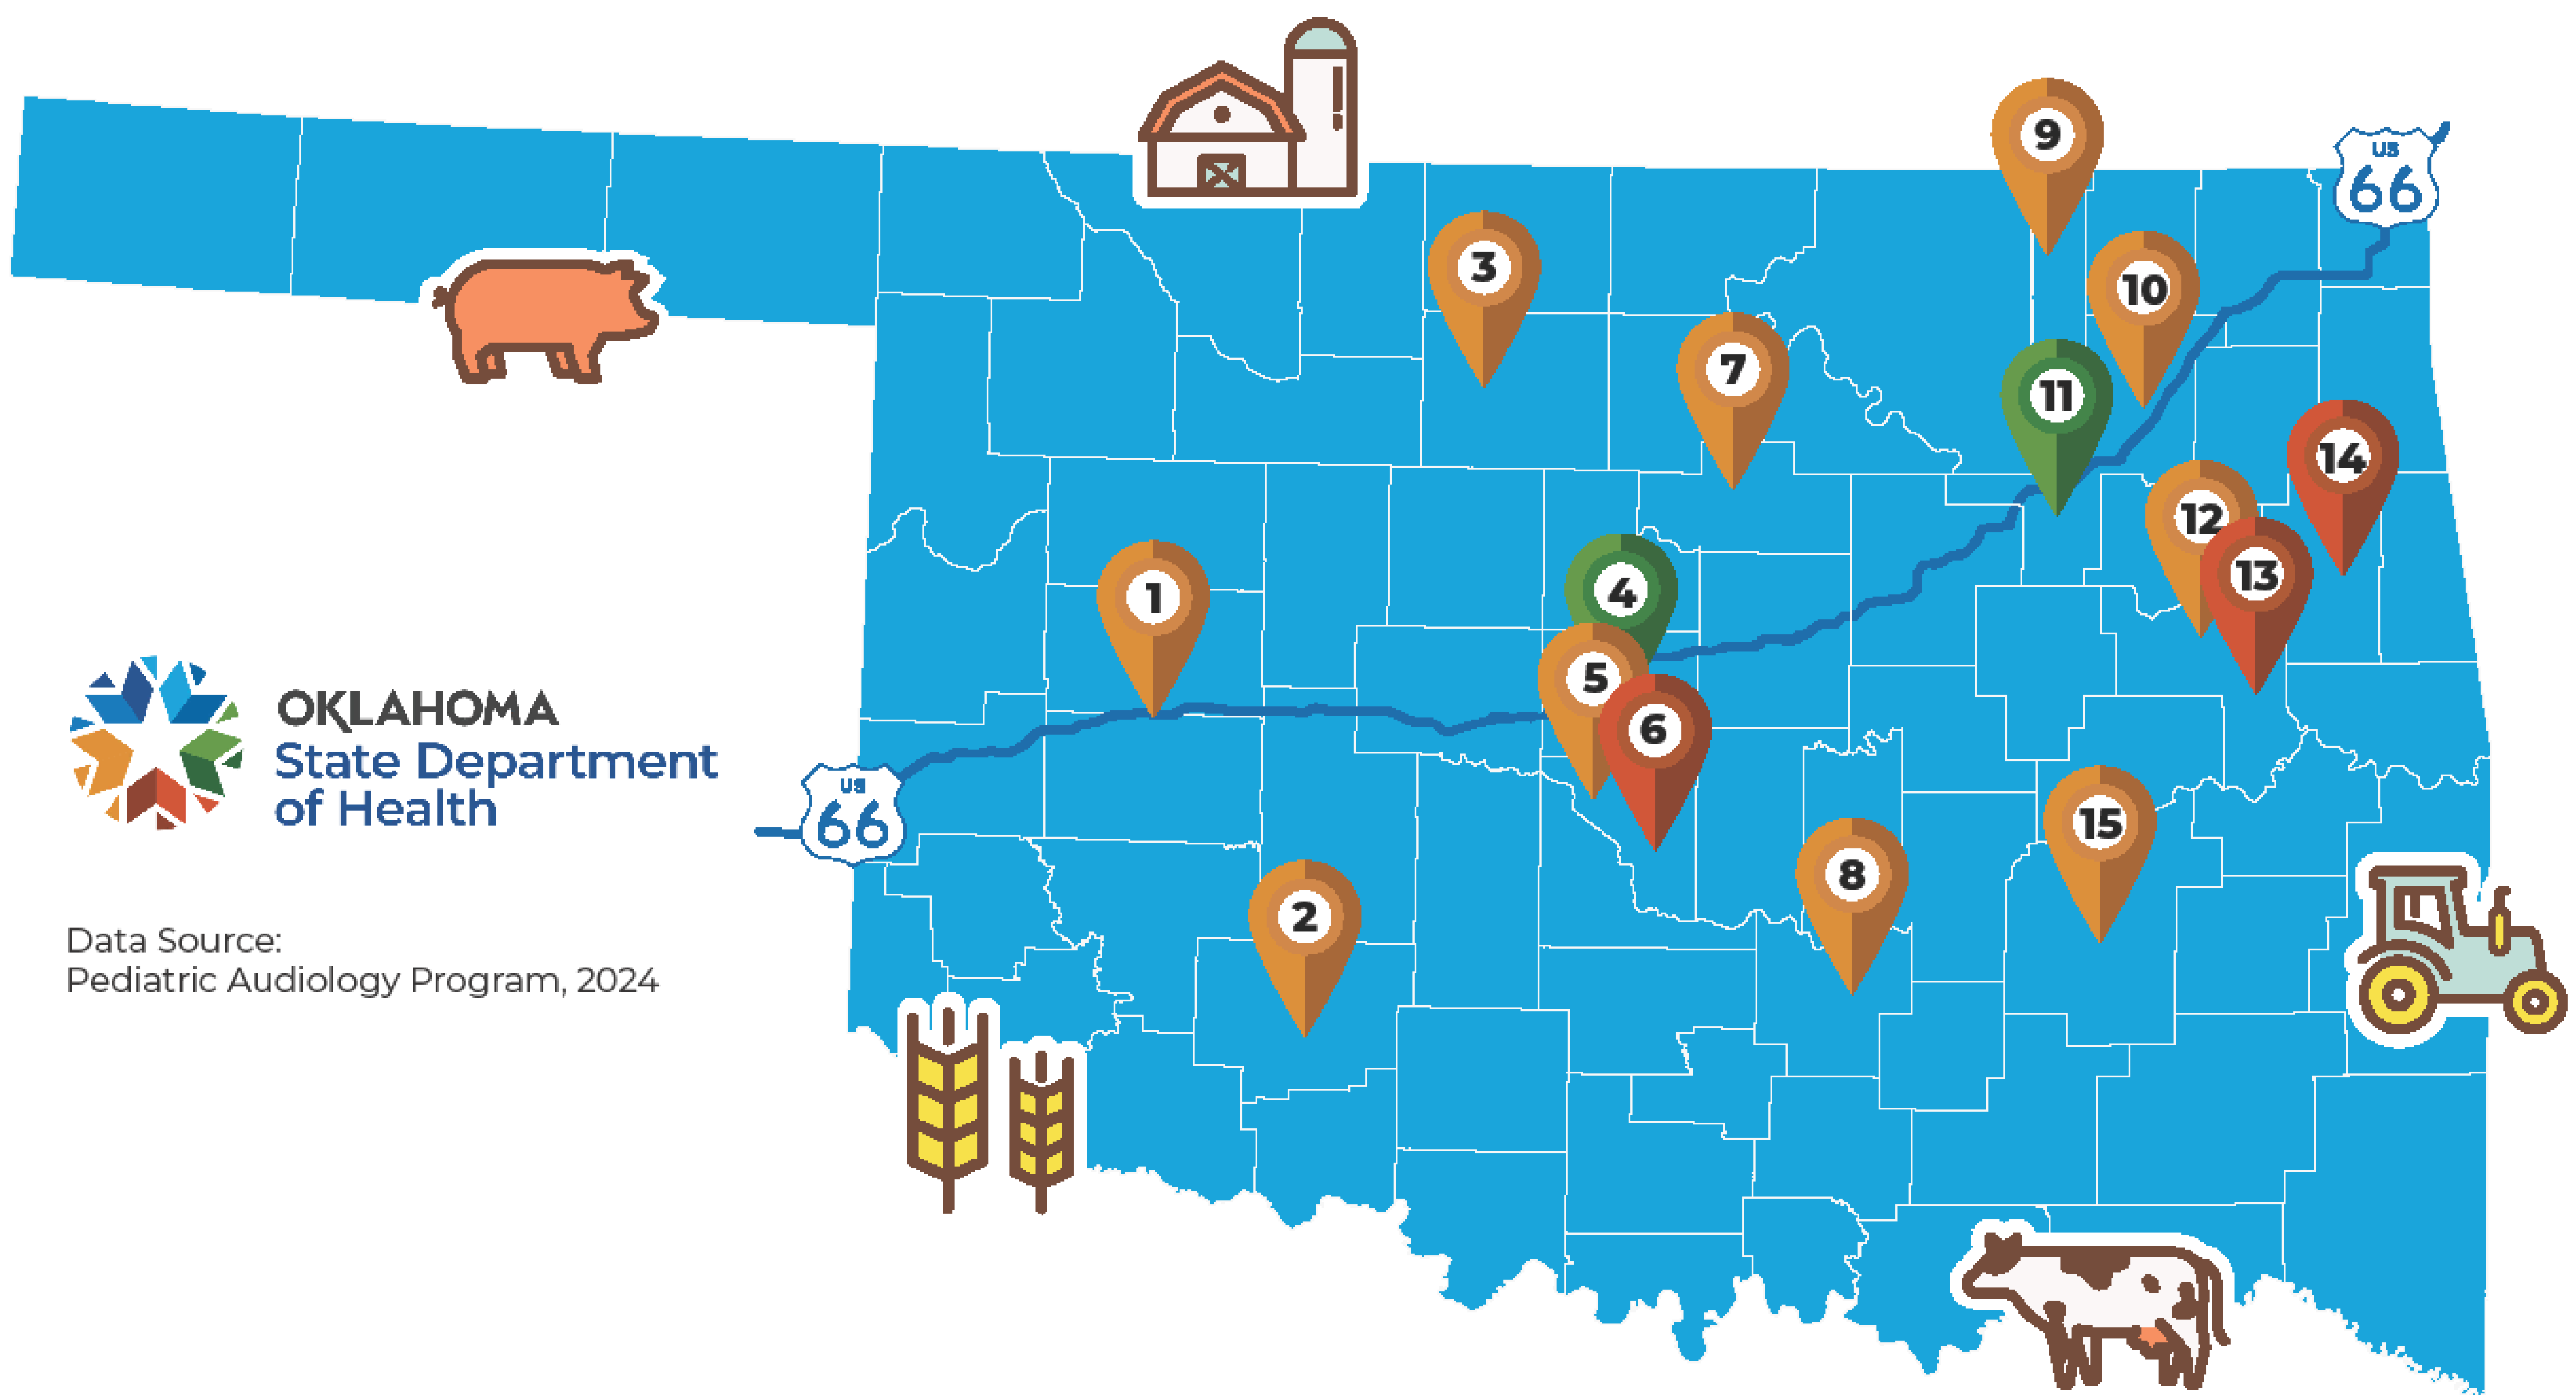 9
US
66
3
10
7
11
14
12
13
4
1
5
6
OKLAHOMA
State Department
of Health
US
66
15
8
2
Data Source:
Pediatric Audiology Program, 2024